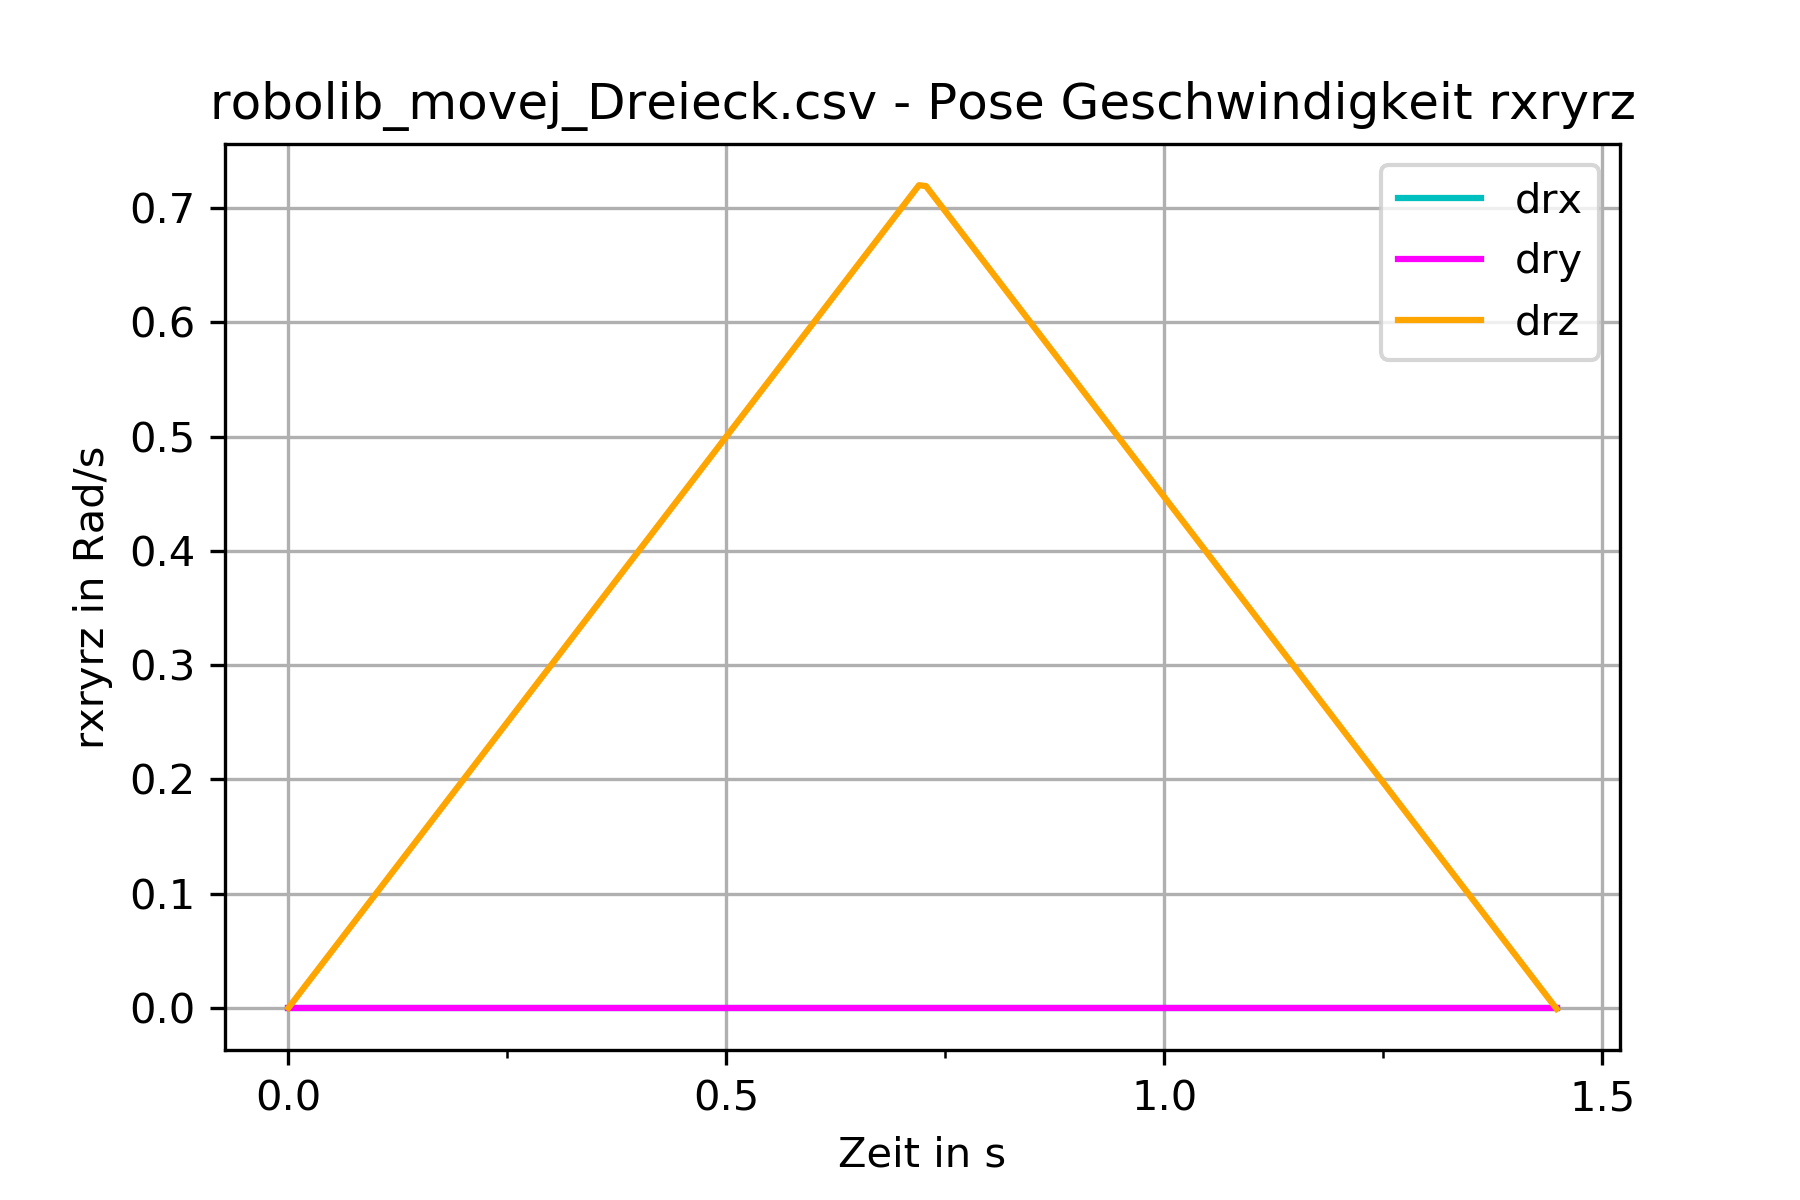 robolib_movej_Dreieck.csv - Pose Geschwindigkeit rxryrz
drx
dry
drz
0.7
0.6
0.5
0.4
0.3
0.2
0.1
0.0
rxryrz in Rad/s
0.0 0.5 1.0 1.5
Zeit in s